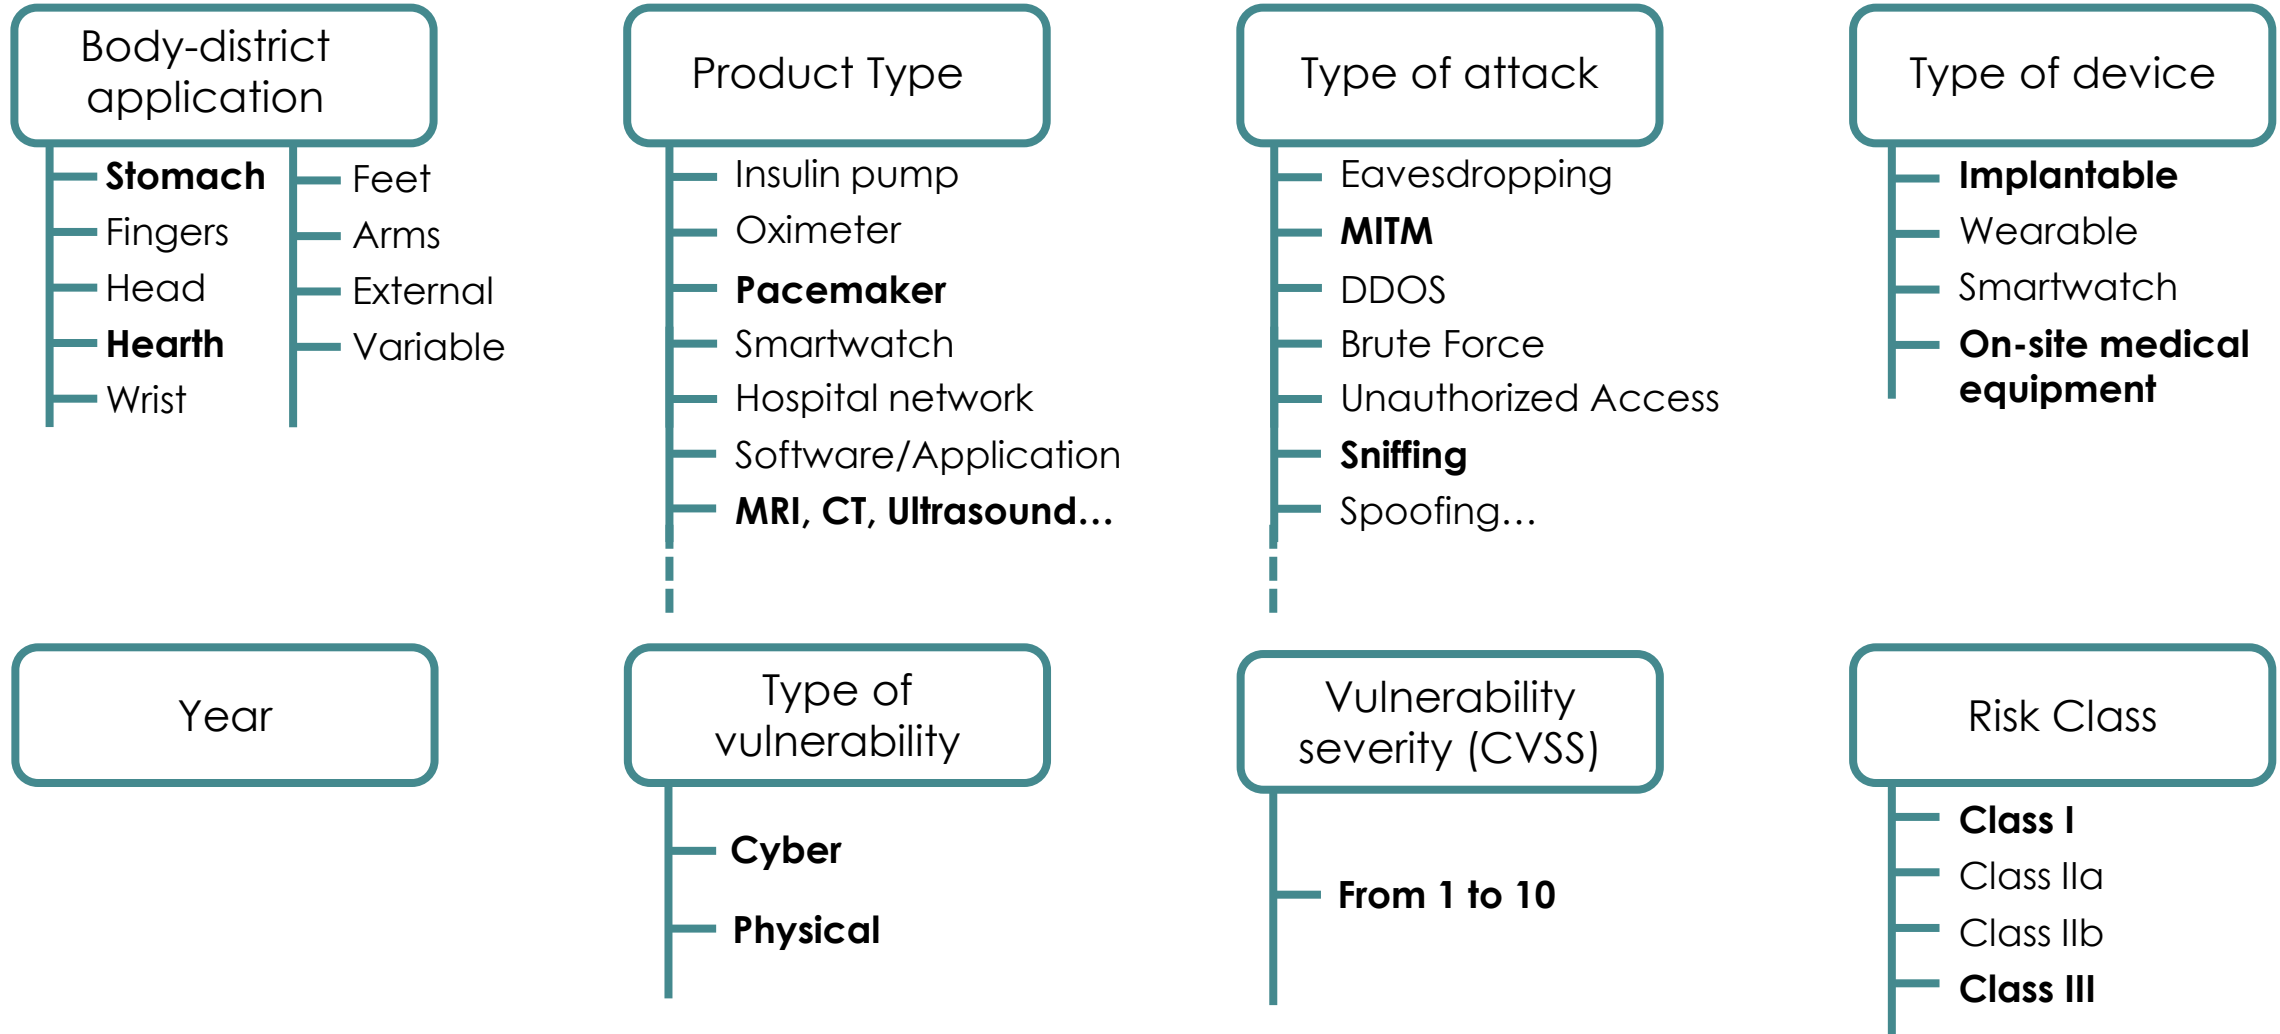 Body-district
application
Stomach
Fingers
Head
Hearth
Wrist
Feet
Arms
External
Variable
Product Type
Insulin pump
Oximeter
Pacemaker
Smartwatch
Hospital network
Software/Application
MRI, CT, Ultrasound…
Type of attack
Eavesdropping
MITM
DDOS
Brute Force
Unauthorized Access
Sniffing
Spoofing…
Type of device
Implantable
Wearable
Smartwatch
On-site medical
equipment
Year
Type of
vulnerability
Cyber
Physical
Vulnerability
severity (CVSS)
From 1 to 10
Risk Class
Class I
Class IIa
Class IIb
Class III